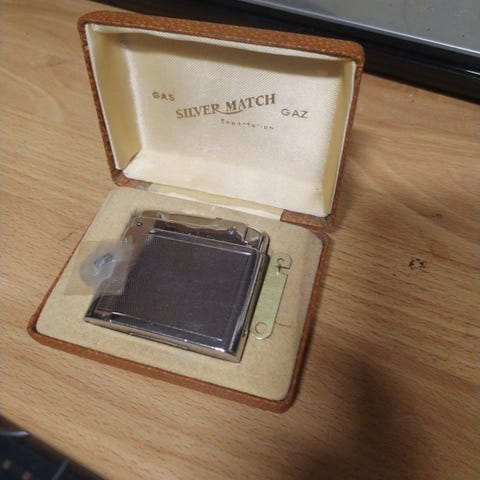 GAS
SILVER MATCH
GAZ
Exportation